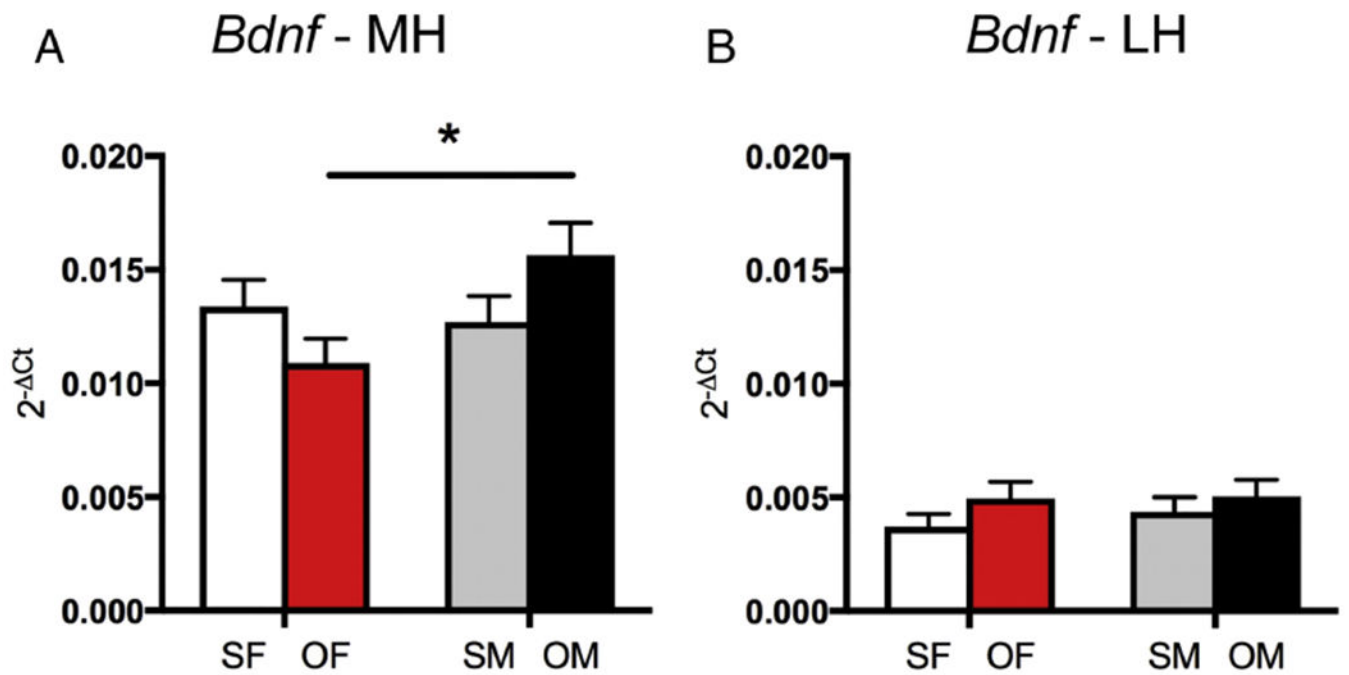 A
Bdnf - MH
*
0.020
0.015
0.010
0.005
0.000
2-ΔCt
SF OF SM OM
B
Bdnf - LH
0.020
0.015
0.010
0.005
0.000
2-ΔCt
SF OF SM OM